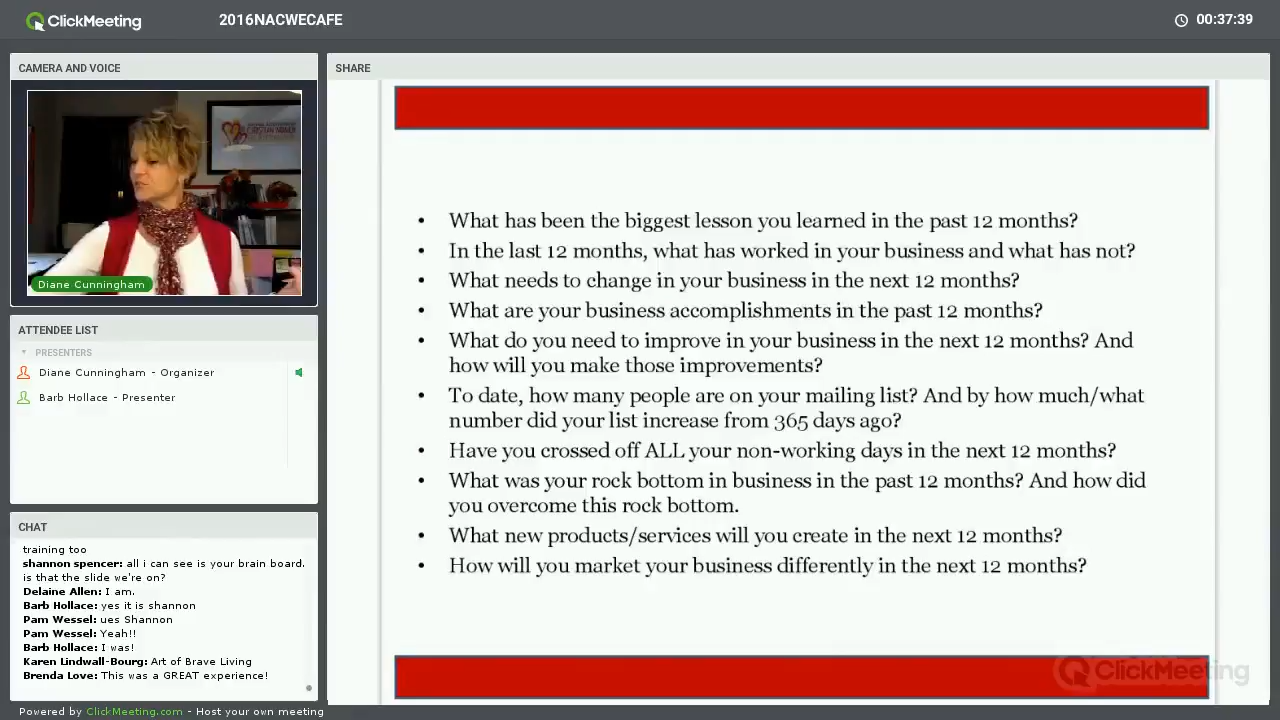 ClickMeeting
2016NACWECAFE
00:37:39
CAMERA AND VOICE
Diane Cunningham
ATTENDEE LIST
PRESENTERS
Diane Cunningham - Organizer
Barb Hollace - Presenter
CHAT
training too
shannon spencer: all i can see is your brain board.
is that the slide we're on?
Delaine Allen: I am.
Barb Hollace: yes it is shannon
Pam Wessel: ues Shannon
Pam Wessel: Yeah!!
Barb Hollace: I was!
Karen Lindwall-Bourg: Art of Brave Living
Brenda Love: This was a GREAT experience!
Powered by ClickMeeting.com - Host your own meeting
SHARE
• What has been the biggest lesson you learned in the past 12 months?
• In the last 12 months, what has worked in your business and what has not?
• What needs to change in your business in the next 12 months?
• What are your business accomplishments in the past 12 months?
• What do you need to improve in your business in the next 12 months? And
how will you make those improvements?
• To date, how many people are on your mailing list? And by how much/what
number did your list increase from 365 days ago?
• Have you crossed off ALL your non-working days in the next 12 months?
• What was your rock bottom in business in the past 12 months? And how did
you overcome this rock bottom.
• What new products/services will you create in the next 12 months?
• How will you market your business differently in the next 12 months?
ClickMeeting